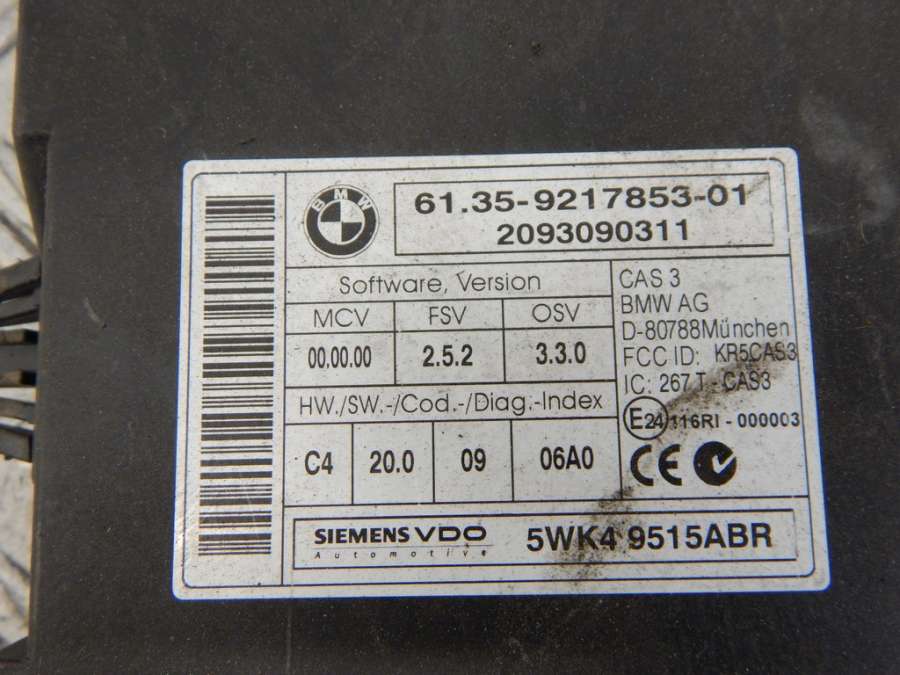 BMW
61.35-9217853-01
2093090311
Software, Version
MCV FSV OSV
00.00.00 2.5.2 3.3.0
HW./SW.-/Cod.-/Diag.-Index
C4 20.0 09 06A0
CAS 3
BMW AG
D-80788München
FCC ID: KR5CAS3
IC: 267 T - CAS3
E24 116RI - 000003
CE
SIEMENS VDO
Automotive
5WK4 9515ABR